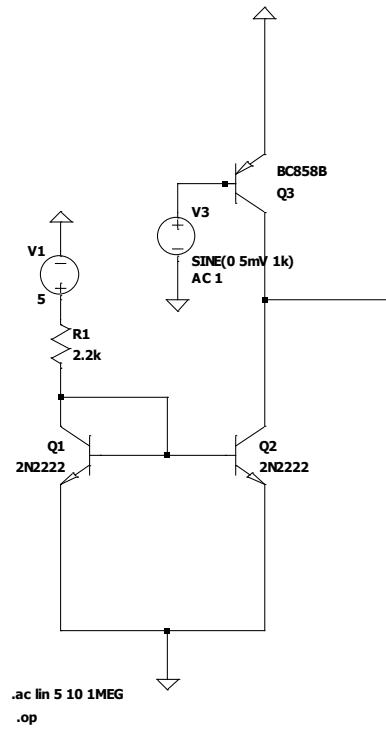 BC858B
Q3
V3
SINE(0 5mV 1k)
AC 1
V1
5
R1
2.2k
Q1
2N2222
Q2
2N2222
.ac lin 5 10 1MEG
.op